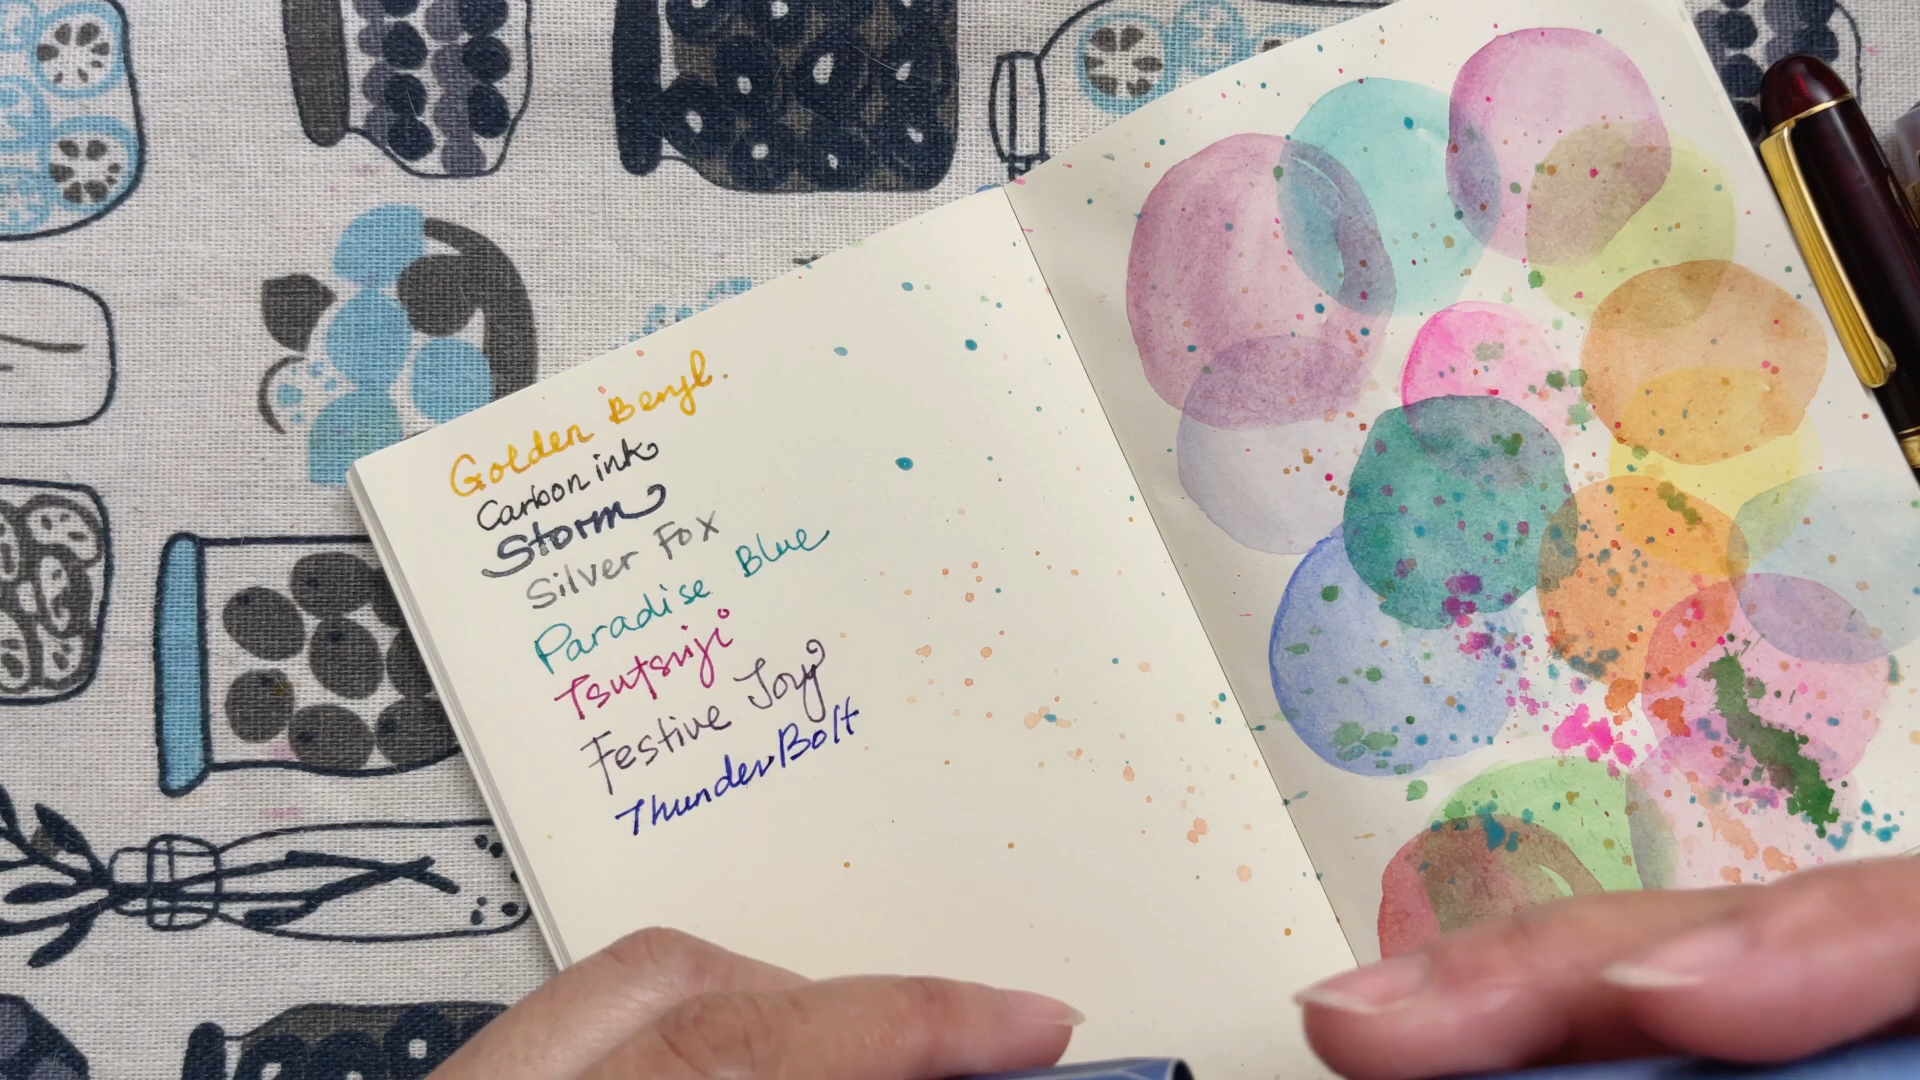 Golden Beryl.
Carbon ink
Storm
Silver Fox
Paradise Blue
Tsutsuji
Festive Joy
ThunderBolt